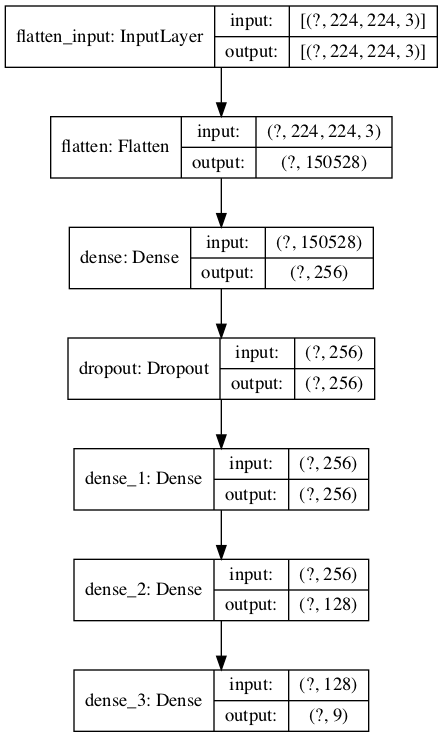 flatten_input: InputLayer
input: [(?, 224, 224, 3)]
output: [(?, 224, 224, 3)]
flatten: Flatten
input: (?, 224, 224, 3)
output: (?, 150528)
dense: Dense
input: (?, 150528)
output: (?, 256)
dropout: Dropout
input: (?, 256)
output: (?, 256)
dense_1: Dense
input: (?, 256)
output: (?, 256)
dense_2: Dense
input: (?, 256)
output: (?, 128)
dense_3: Dense
input: (?, 128)
output: (?, 9)